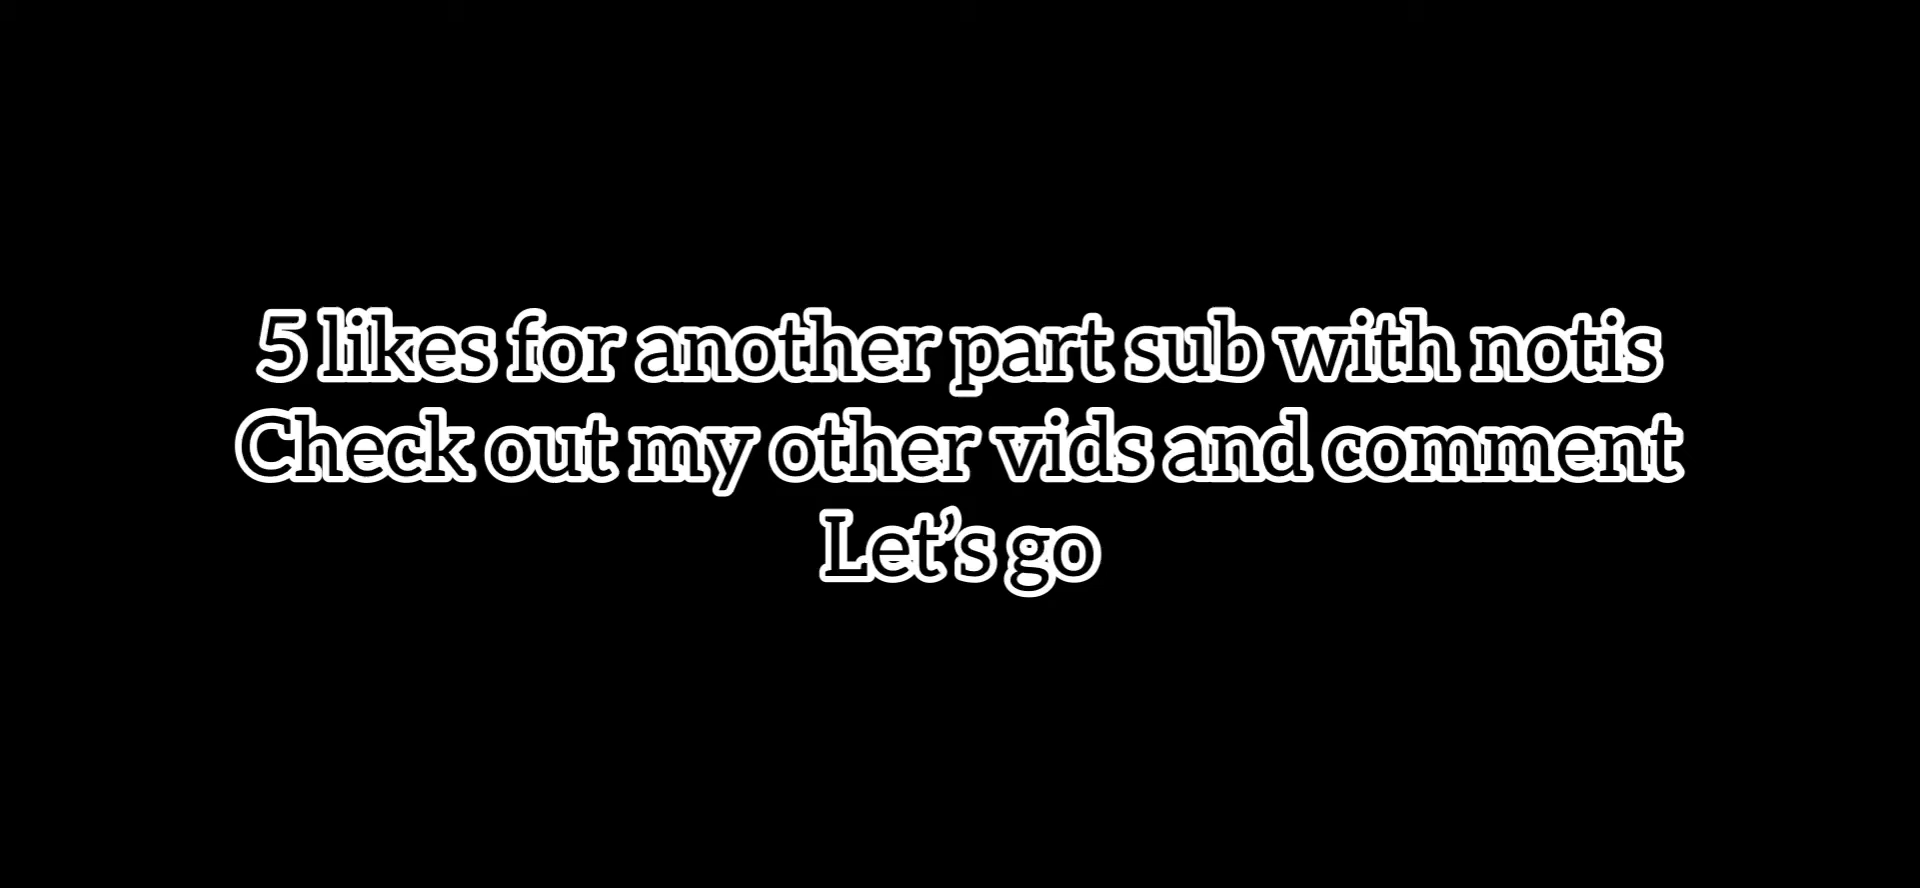 5 likes for another part sub with notis
Check out my other vids and comment
Let’s go